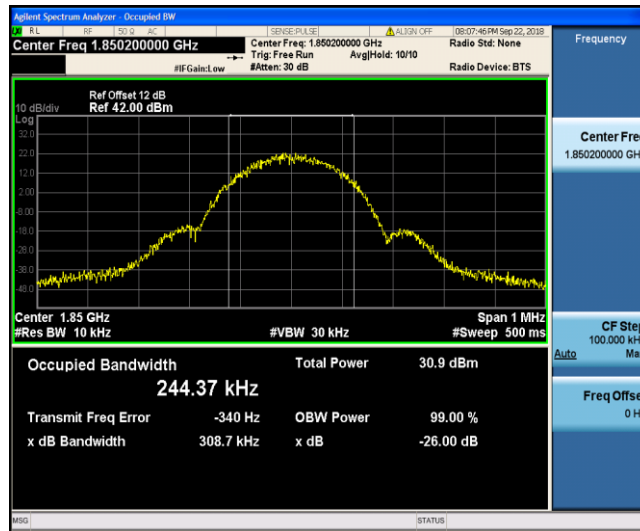 Agilent Spectrum Analyzer - Occupied BW
RL RF 50 Ω AC SENSE:PULSE ALIGN OFF 08:07:46 PM Sep 22, 2018
Center Freq 1.850200000 GHz
Center Freq: 1.850200000 GHz
Radio Std: None
Trig: Free Run Avg|Hold: 10/10
#IFGain:Low #Atten: 30 dB Radio Device: BTS
Ref Offset 12 dB
10 dB/div Ref 42.00 dBm
Log
32.0
22.0
12.0
2.00
-8.00
-18.0
-28.0
-38.0
-48.0
Center 1.85 GHz Span 1 MHz
#Res BW 10 kHz #VBW 30 kHz #Sweep 500 ms
Occupied Bandwidth Total Power 30.9 dBm
244.37 kHz
Transmit Freq Error -340 Hz OBW Power 99.00 %
x dB Bandwidth 308.7 kHz x dB -26.00 dB
MSG STATUS
Frequency
Center Fre
1.850200000 GH
CF Step
100.000 kH
Auto Ma
Freq Offse
0 H